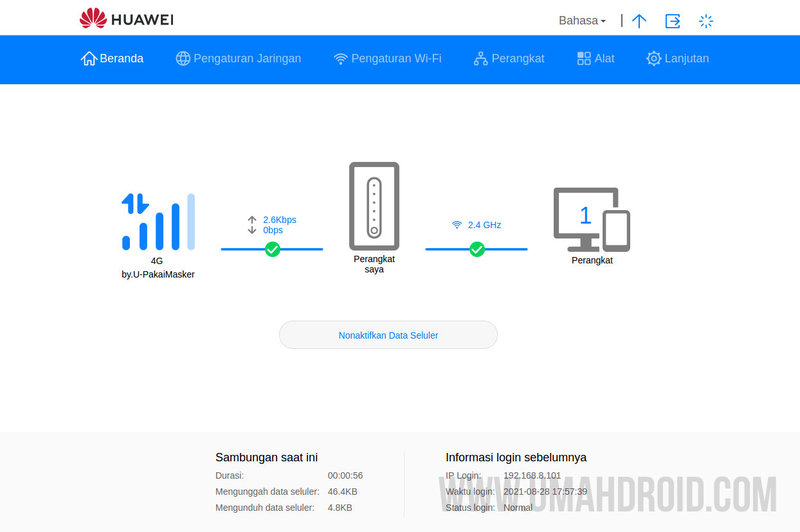 HUAWEI
Bahasa
Beranda
Pengaturan Jaringan
Pengaturan Wi-Fi
Perangkat
Alat
Lanjutan
2.6Kbps
0bps
2.4 GHz
1
4G
by.U-PakaiMasker
Perangkat
saya
Perangkat
Nonaktifkan Data Seluler
Sambungan saat ini
Durasi: 00:00:56
Mengunggah data seluler: 46.4KB
Mengunduh data seluler: 4.8KB
Informasi login sebelumnya
IP Login: 192.168.8.101
Waktu login: 2021-08-28 17:57:39
Status login: Normal
WWW.UMAHDROID.COM